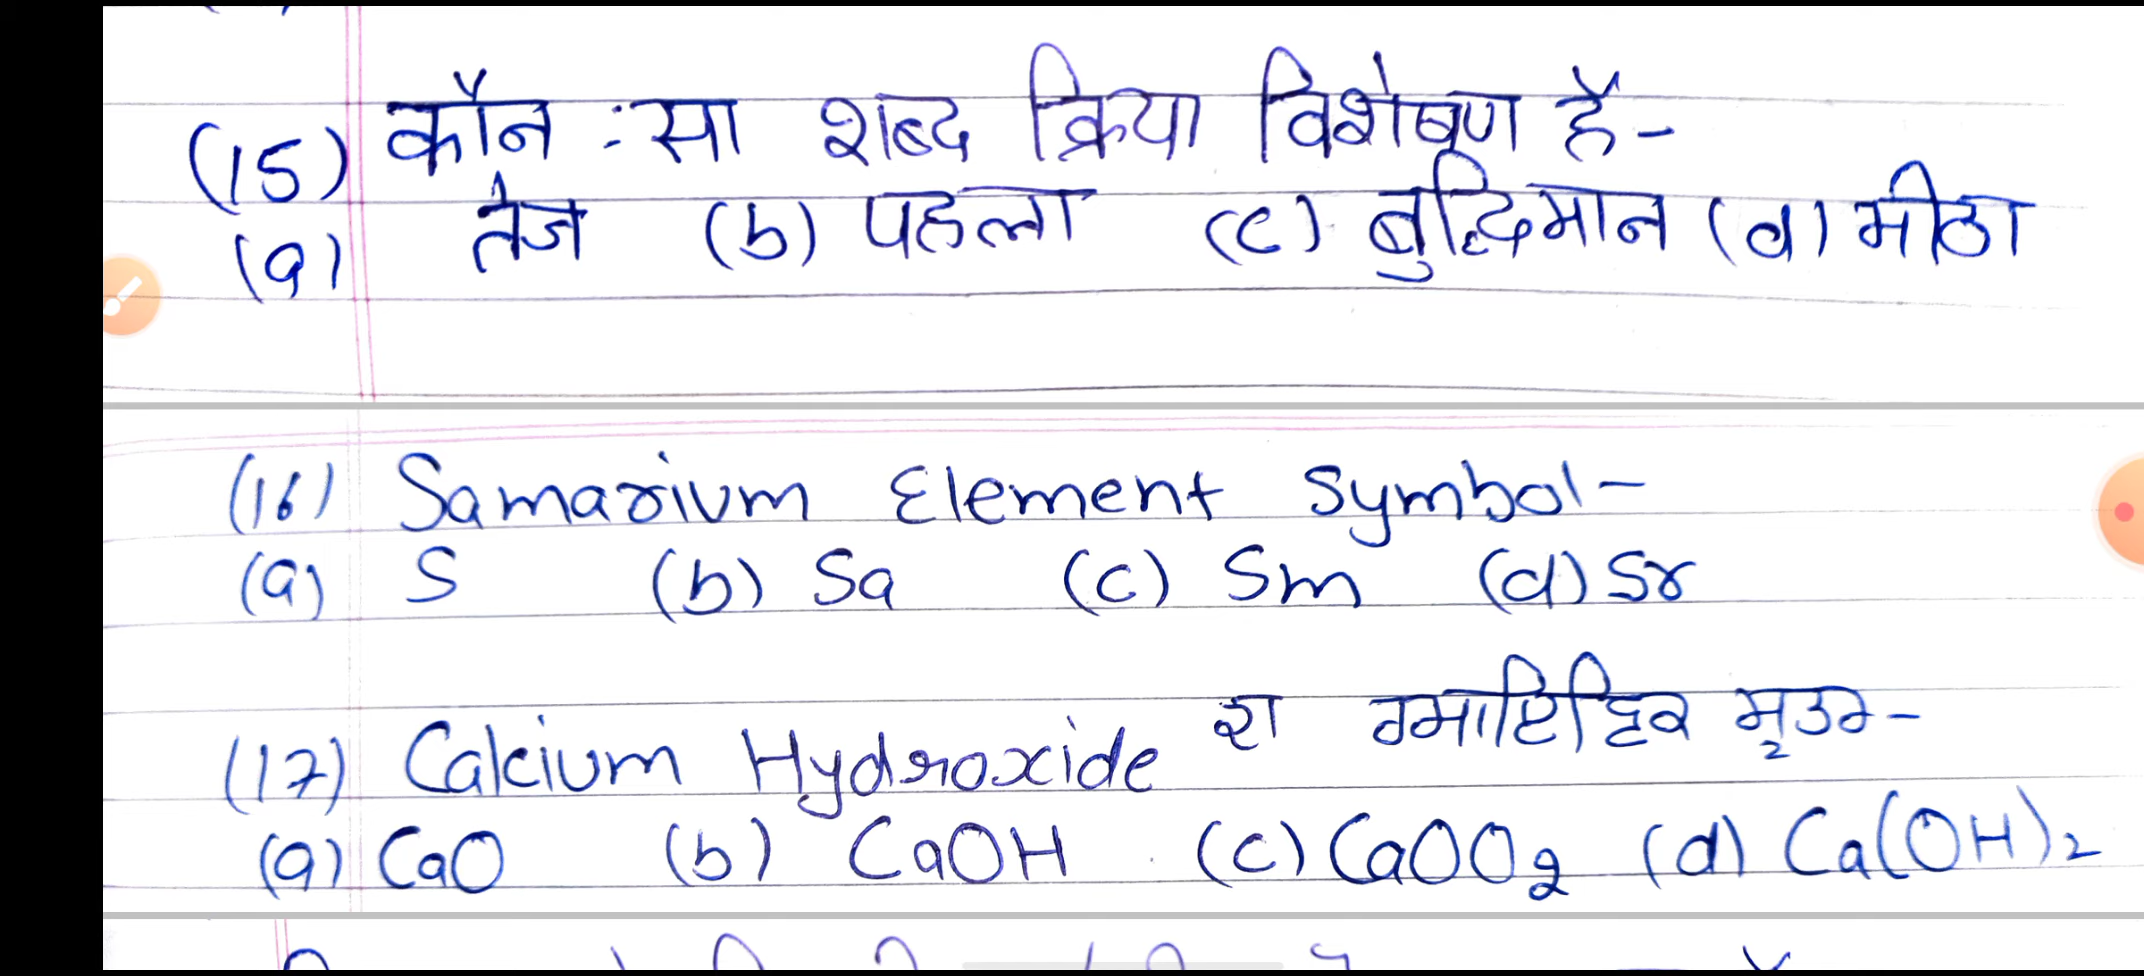 (15) कौन :सा शब्द क्रिया विशेषण है-
(a) तेज (b) पहला (c) बुद्धिमान (d) मीठा
(16) Samarium Element Symbol-
(a) S (b) Sa (c) Sm (d) Sr
(17) Calcium Hydroxide
(a) CaO (b) CaOH (c) CaOO2 (d) Ca(OH)2